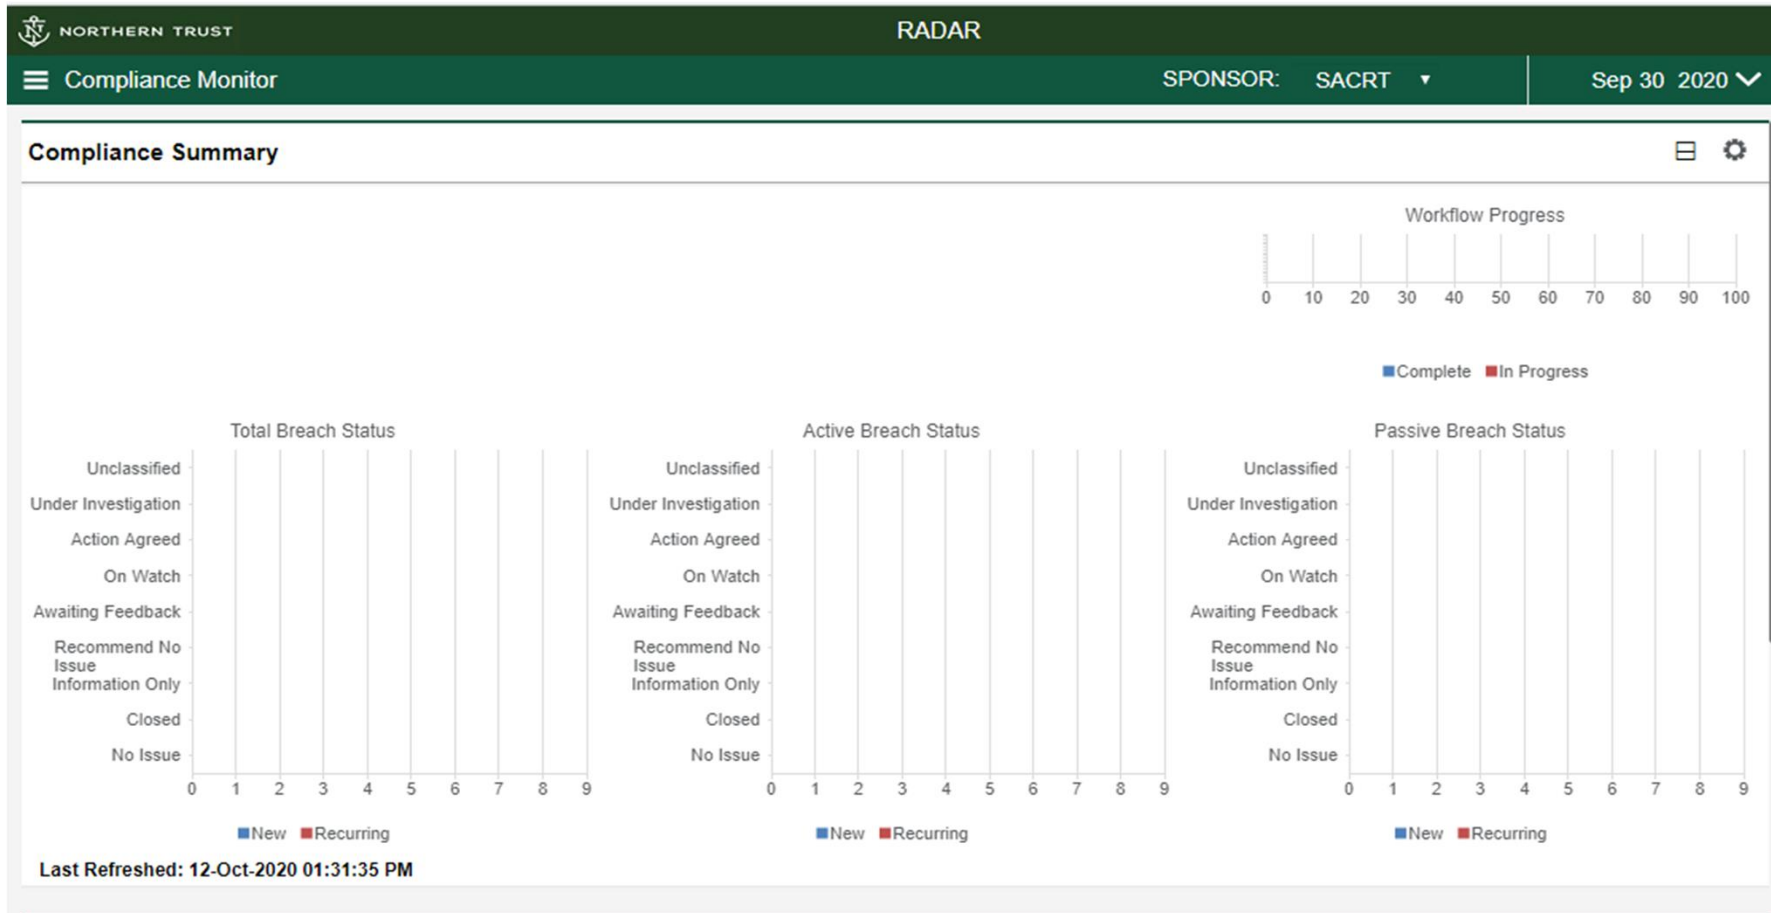 NORTHERN TRUST
RADAR
Compliance Monitor
SPONSOR: SACRT
Sep 30 2020
Compliance Summary
Workflow Progress
0 10 20 30 40 50 60 70 80 90 100
Complete In Progress
Total Breach Status
Unclassified
Under Investigation
Action Agreed
On Watch
Awaiting Feedback
Recommend No
Issue
Information Only
Closed
No Issue
0 1 2 3 4 5 6 7 8 9
New Recurring
Active Breach Status
Unclassified
Under Investigation
Action Agreed
On Watch
Awaiting Feedback
Recommend No
Issue
Information Only
Closed
No Issue
0 1 2 3 4 5 6 7 8 9
New Recurring
Passive Breach Status
Unclassified
Under Investigation
Action Agreed
On Watch
Awaiting Feedback
Recommend No
Issue
Information Only
Closed
No Issue
0 1 2 3 4 5 6 7 8 9
New Recurring
Last Refreshed: 12-Oct-2020 01:31:35 PM